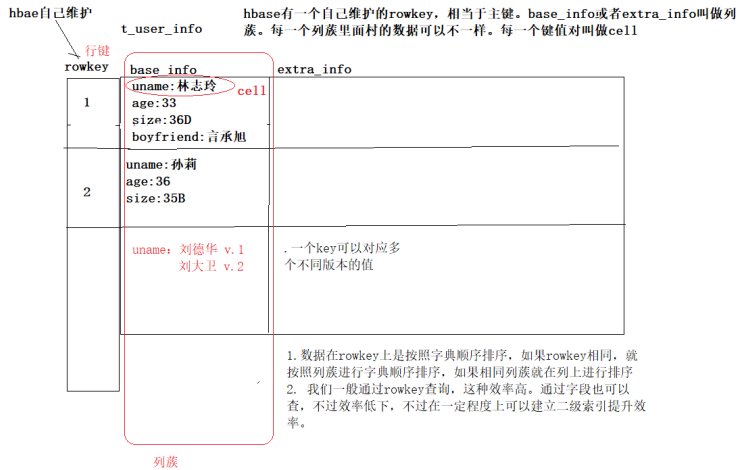 hbae自己维护
hbase有一个自己维护的rowkey，相当于主键。base_info或者extra_info叫做列
族。每一个列族里面村的数据可以不一样。每一个键值对叫做cell
t_user_info
行键
rowkey
base_info
extra_info
1
uname:林志玲
cell
age:33
size:36D
boyfriend:言承旭
2
uname:孙莉
age:36
size:35B
uname：刘德华 v.1
刘大卫 v.2
.一个key可以对应多
个不同版本的值
1.数据在rowkey上是按照字典顺序排序，如果rowkey相同，就
按照列蔟进行字典顺序排序，如果相同列蔟就在列上进行排序
2. 我们一般通过rowkey查询，这种效率高。通过字段也可以
查，不过效率低下，不过在一定程度上可以建立二级索引提升效
率。
列蔟